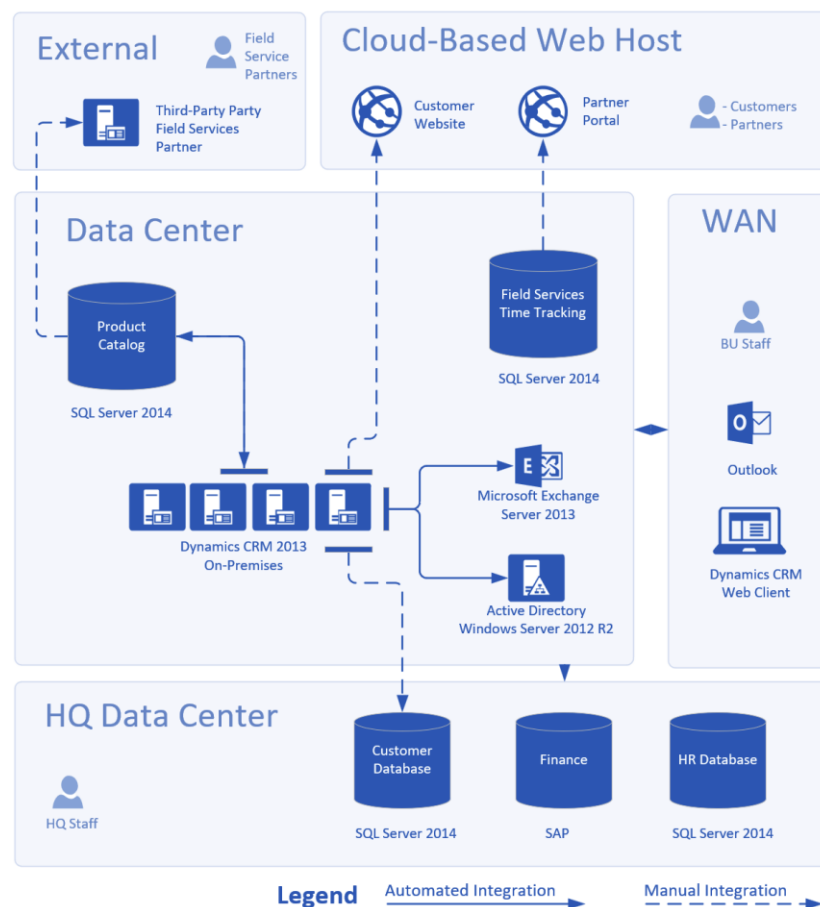 External
Field
Service
Partners
Third-Party Party
Field Services
Partner
Cloud-Based Web Host
Customer
Website
Partner
Portal
- Customers
- Partners
Data Center
Product
Catalog
SQL Server 2014
Field Services
Time Tracking
SQL Server 2014
Dynamics CRM 2013
On-Premises
E
Microsoft Exchange
Server 2013
Active Directory
Windows Server 2012 R2
WAN
BU Staff
O
Outlook
Dynamics CRM
Web Client
HQ Data Center
HQ Staff
Customer
Database
SQL Server 2014
Finance
SAP
HR Database
SQL Server 2014
Legend
Automated Integration
Manual Integration